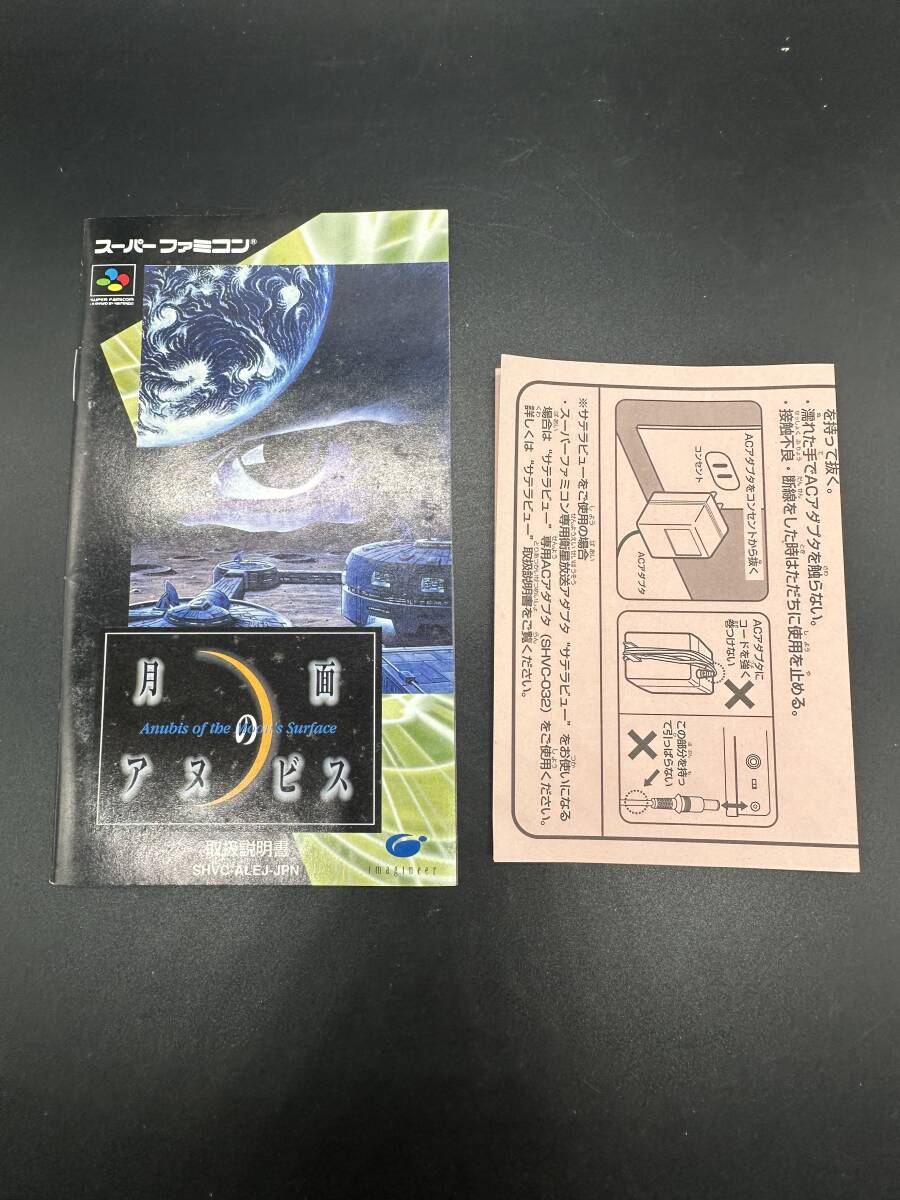 スーパーファミコン®
SUPER FAMICOM
月面
の
アヌビス
Anubis of the Moon's Surface
取扱説明書
SHVC-ALEJ-JPN
imagineer
を持って抜く。
・濡れた手でACアダプタを触らない。
・接触不良・断線をした時はただちに使用を止める。
ACアダプタをコンセントから抜く
コンセント
ACアダプタ
ACアダプタに
コードを強く
巻つけない
この部分を持っ
て引っぱらない
※サテラビューをご使用の場合
・スーパーファミコン専用衛星放送アダプタ“サテラビュー”をお使いになる
場合は“サテラビュー”専用ACアダプタ(SHVC-032)をご使用ください。
詳しくは“サテラビュー”取扱説明書をご覧ください。